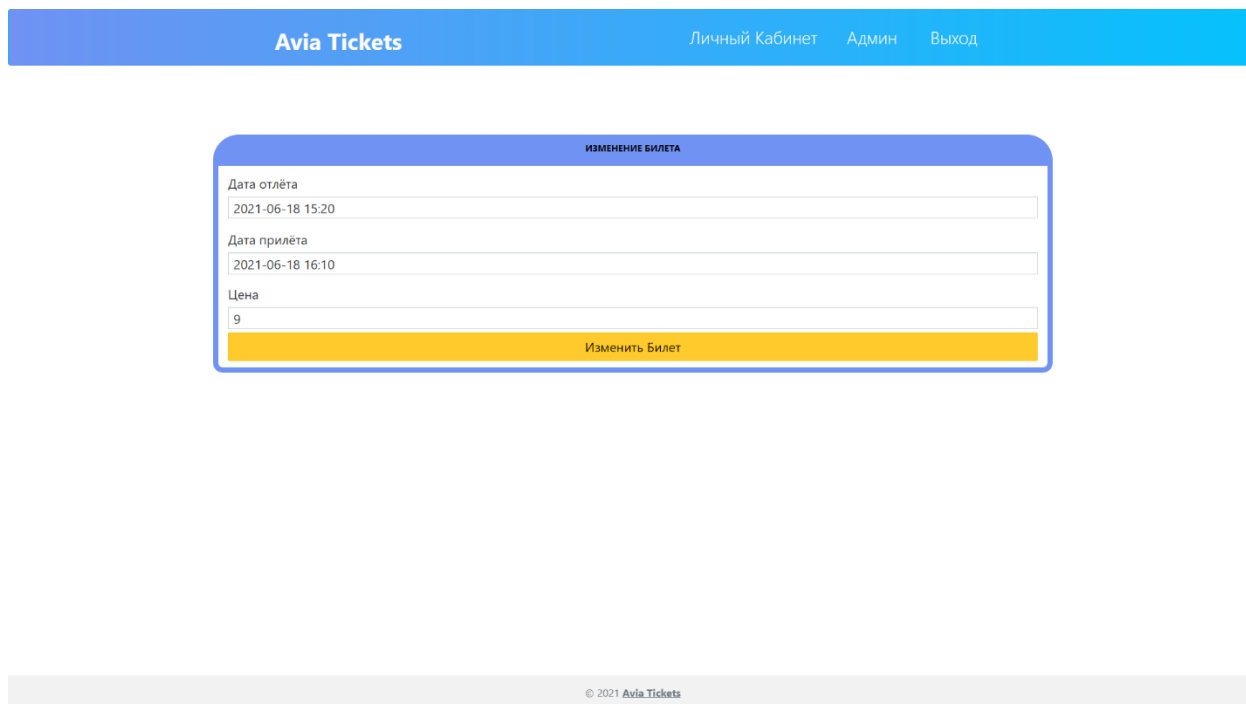 Avia Tickets Личный Кабинет Админ Выход
ИЗМЕНЕНИЕ БИЛЕТА
Дата отлёта
2021-06-18 15:20
Дата прилёта
2021-06-18 16:10
Цена
9
Изменить Билет
© 2021 Avia Tickets